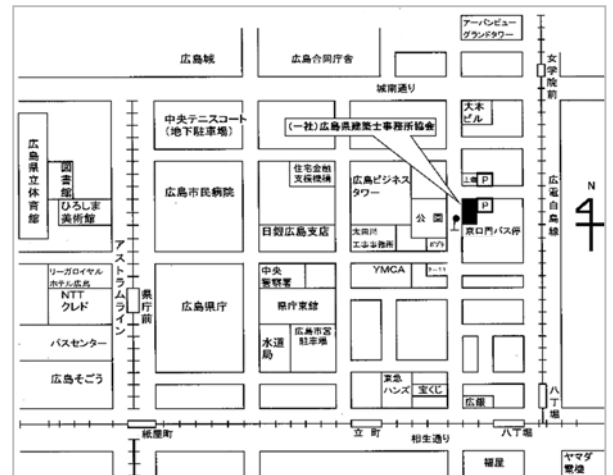 アーバンビュー
グランドタワー
広島城
広島合同庁舎
女学院前
城南通り
中央テニスコート
(地下駐車場)
大本
ビル
(一社)広島県建築士事務所協会
広島県立体育館
図書館
ひろしま
美術館
広島市民病院
住宅金融
支援機構
広島ビジネス
タワー
上幟
P
P
広電白島線
N
公園
日銀広島支店
太田川
工事事務所
京口門バス停
アストラムライン
県庁前
リーガロイヤル
ホテル広島
NTT
クレド
中央
警察署
YMCA
広島県庁
県庁東館
バスセンター
水道局
広島市営
駐車場
広島そごう
東急
ハンズ
宝くじ
広銀
八丁堀
紙屋町
立町
相生通り
八丁堀
福屋
ヤマダ
電機